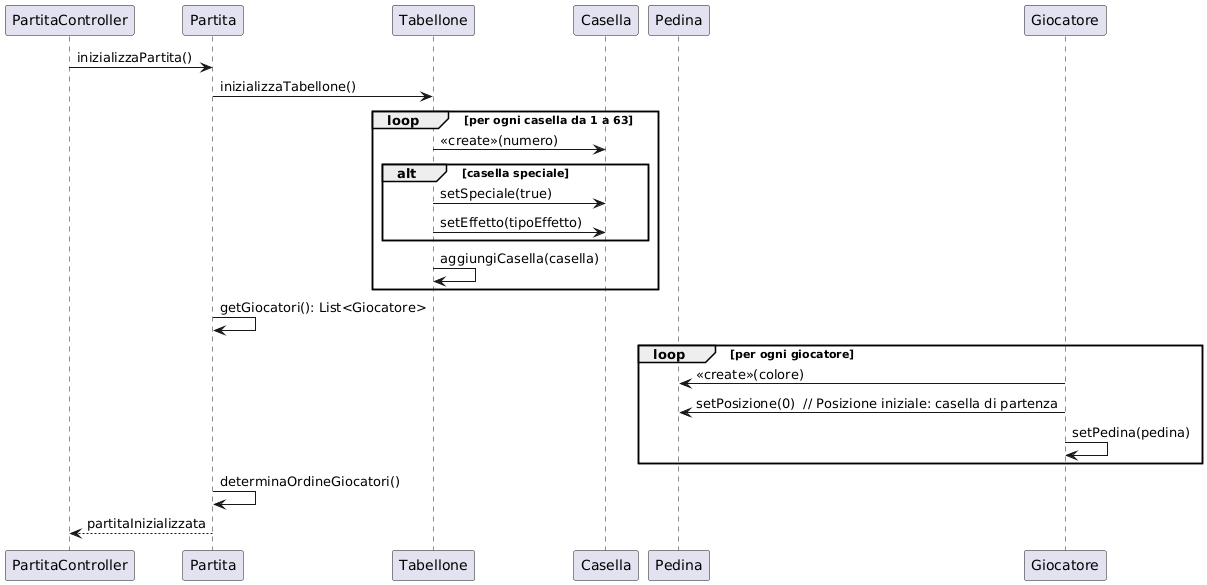 PartitaController Partita Tabellone Casella Pedina Giocatore
inizializzaPartita()
inizializzaTabellone()
loop [per ogni casella da 1 a 63]
«create»(numero)
alt [casella speciale]
setSpeciale(true)
setEffetto(tipoEffetto)
aggiungiCasella(casella)
getGiocatori(): List<Giocatore>
loop [per ogni giocatore]
«create»(colore)
setPosizione(0)  // Posizione iniziale: casella di partenza
setPedina(pedina)
determinaOrdineGiocatori()
partitaInizializzata
PartitaController Partita Tabellone Casella Pedina Giocatore